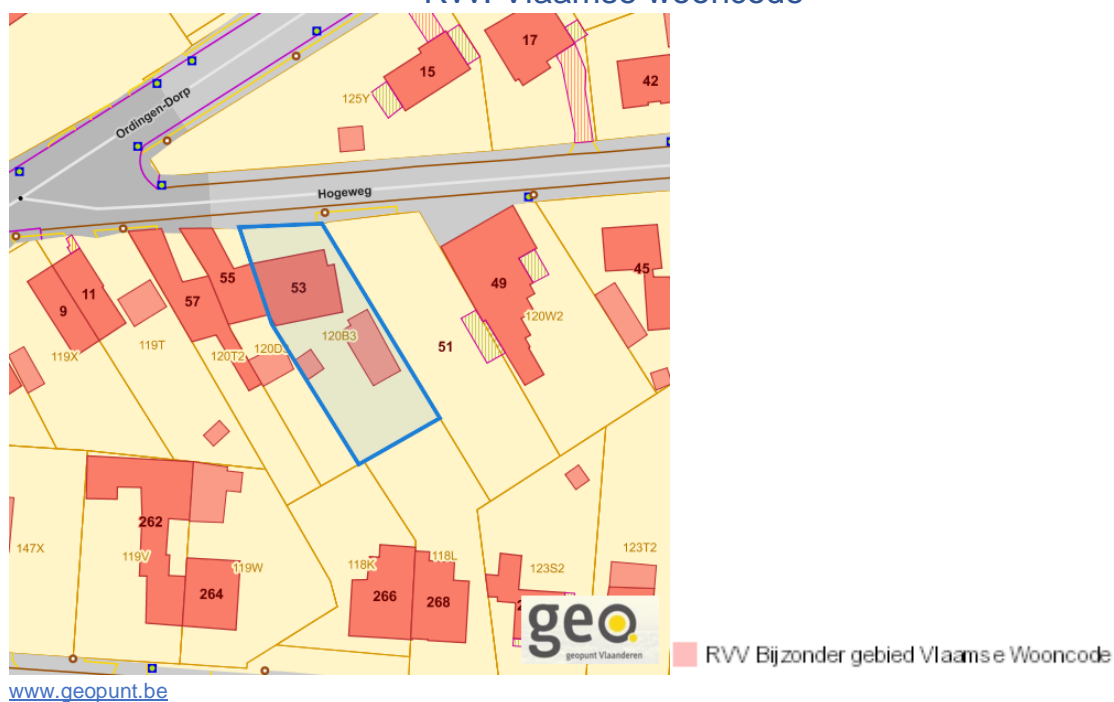 RVV: Vlaamse wooncode
17
15
42
125Y
Ordingen-Dorp
Hogeweg
55
53
49
45
57
11
9
120B3
120W2
51
119X
119T
120T2
120D3
262
147X
119V
119W
264
118K
118L
266
268
123S2
123T2
geo.
geopunt Vlaanderen
RVV Bijzonder gebied Vlaamse Wooncode
www.geopunt.be